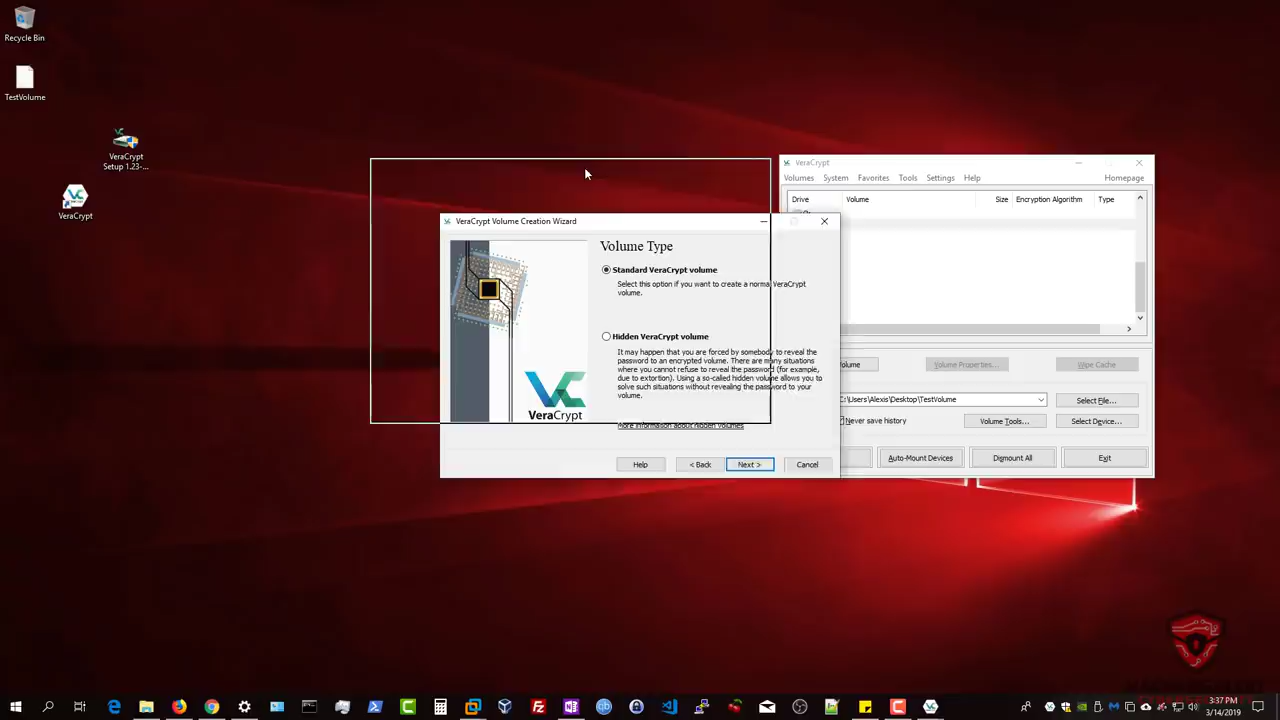 Recycle Bin
TestVolume
VeraCrypt
Setup 1.23-...
VeraCrypt
VeraCrypt
Volumes System Favorites Tools Settings Help Homepage
Drive Volume Size Encryption Algorithm Type
VeraCrypt Volume Creation Wizard
Volume Type
Standard VeraCrypt volume
Select this option if you want to create a normal VeraCrypt
volume.
Hidden VeraCrypt volume
It may happen that you are forced by somebody to reveal the
password to an encrypted volume. There are many situations
where you cannot refuse to reveal the password (for example,
due to extortion). Using a so-called hidden volume allows you to
solve such situations without revealing the password to your
volume.
More information about hidden volumes
VeraCrypt
Help < Back Next > Cancel
Volume Properties... Wipe Cache
C:\Users\Alexis\Desktop\TestVolume Select File...
Never save history Volume Tools... Select Device...
Auto-Mount Devices Dismount All Exit
3:37 PM
3/14/2019